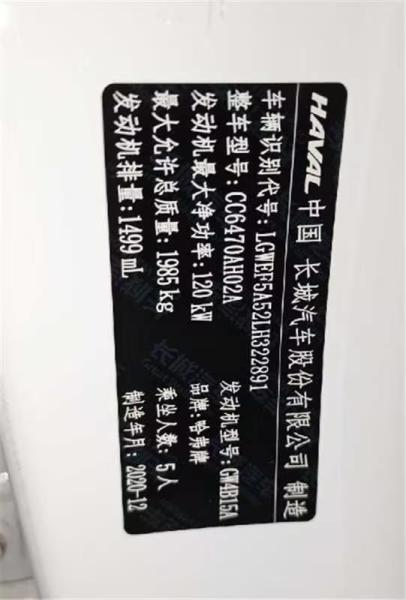 HAVAL 中国 长城汽车股份有限公司 制造
车辆识别代号:LGWEF5A52LH322891
整车型号:CC6470AH02A 发动机型号:GW4B15A
发动机最大净功率:120 kW 品牌:哈弗牌
最大允许总质量:1985 kg 乘坐人数:5人
发动机排量:1499 mL 制造年月:2020-12